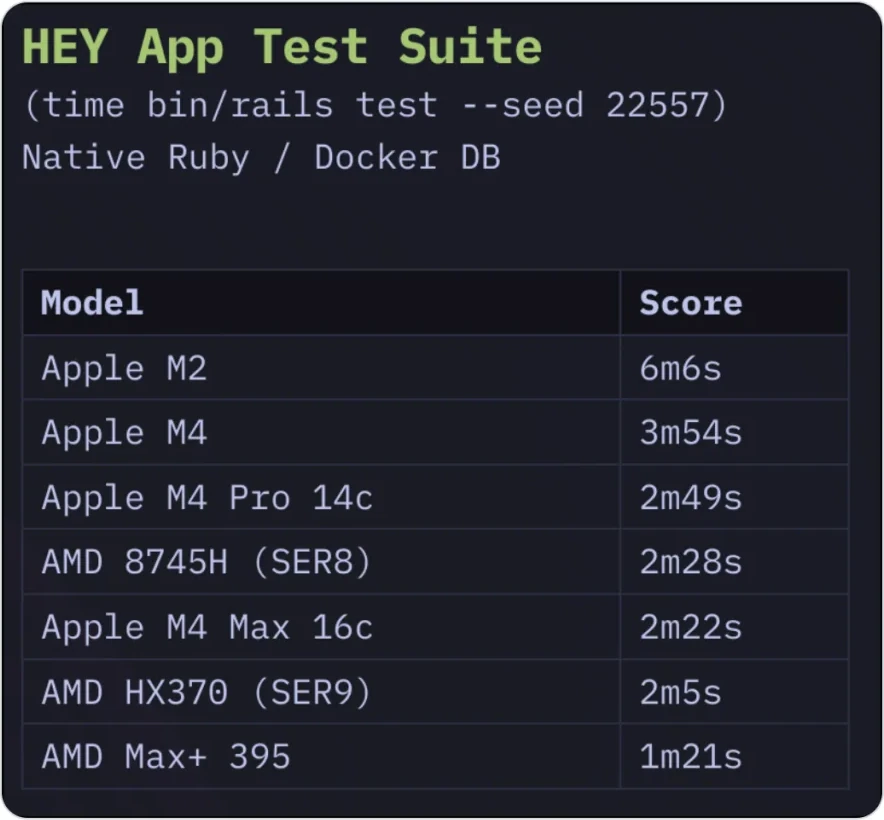 HEY App Test Suite
(time bin/rails test --seed 22557)
Native Ruby / Docker DB
Model Score
Apple M2 6m6s
Apple M4 3m54s
Apple M4 Pro 14c 2m49s
AMD 8745H (SER8) 2m28s
Apple M4 Max 16c 2m22s
AMD HX370 (SER9) 2m5s
AMD Max+ 395 1m21s